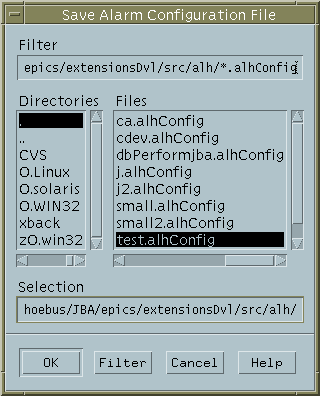 Save Alarm Configuration File
Filter
epics/extensionsDvl/src/alh/*.alhConfig
Directories
.
..
CVS
O.Linux
O.solaris
O.WIN32
xback
zO.win32
Files
ca.alhConfig
cdev.alhConfig
dbPerformjba.alhConfig
j.alhConfig
j2.alhConfig
small.alhConfig
small2.alhConfig
test.alhConfig
Selection
hoebus/JBA/epics/extensionsDvl/src/alh/
OK
Filter
Cancel
Help